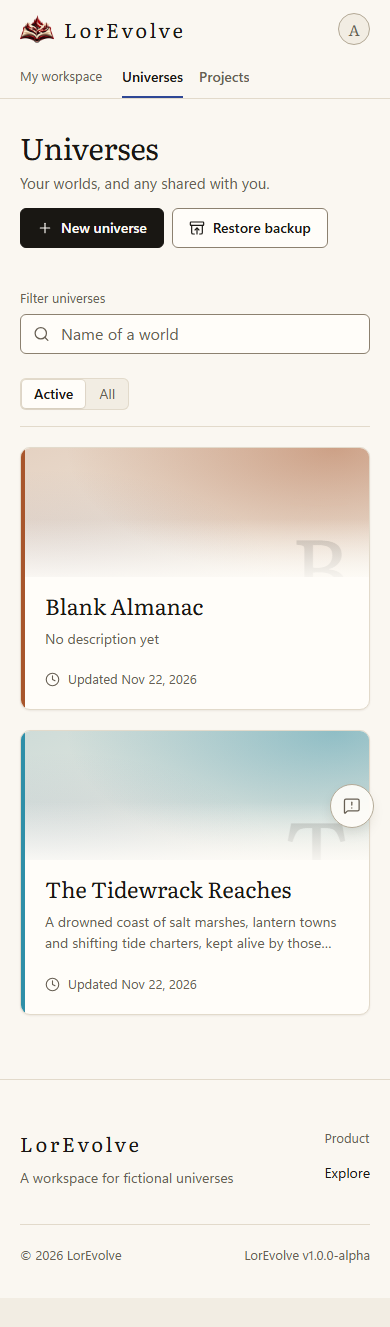 LorEvolve
A
My workspace Universes Projects
Universes
Your worlds, and any shared with you.
New universe Restore backup
Filter universes
Name of a world
Active All
B
Blank Almanac
No description yet
Updated Nov 22, 2026
T
The Tidewrack Reaches
A drowned coast of salt marshes, lantern towns
and shifting tide charters, kept alive by those...
Updated Nov 22, 2026
LorEvolve Product
A workspace for fictional universes Explore
© 2026 LorEvolve LorEvolve v1.0.0-alpha